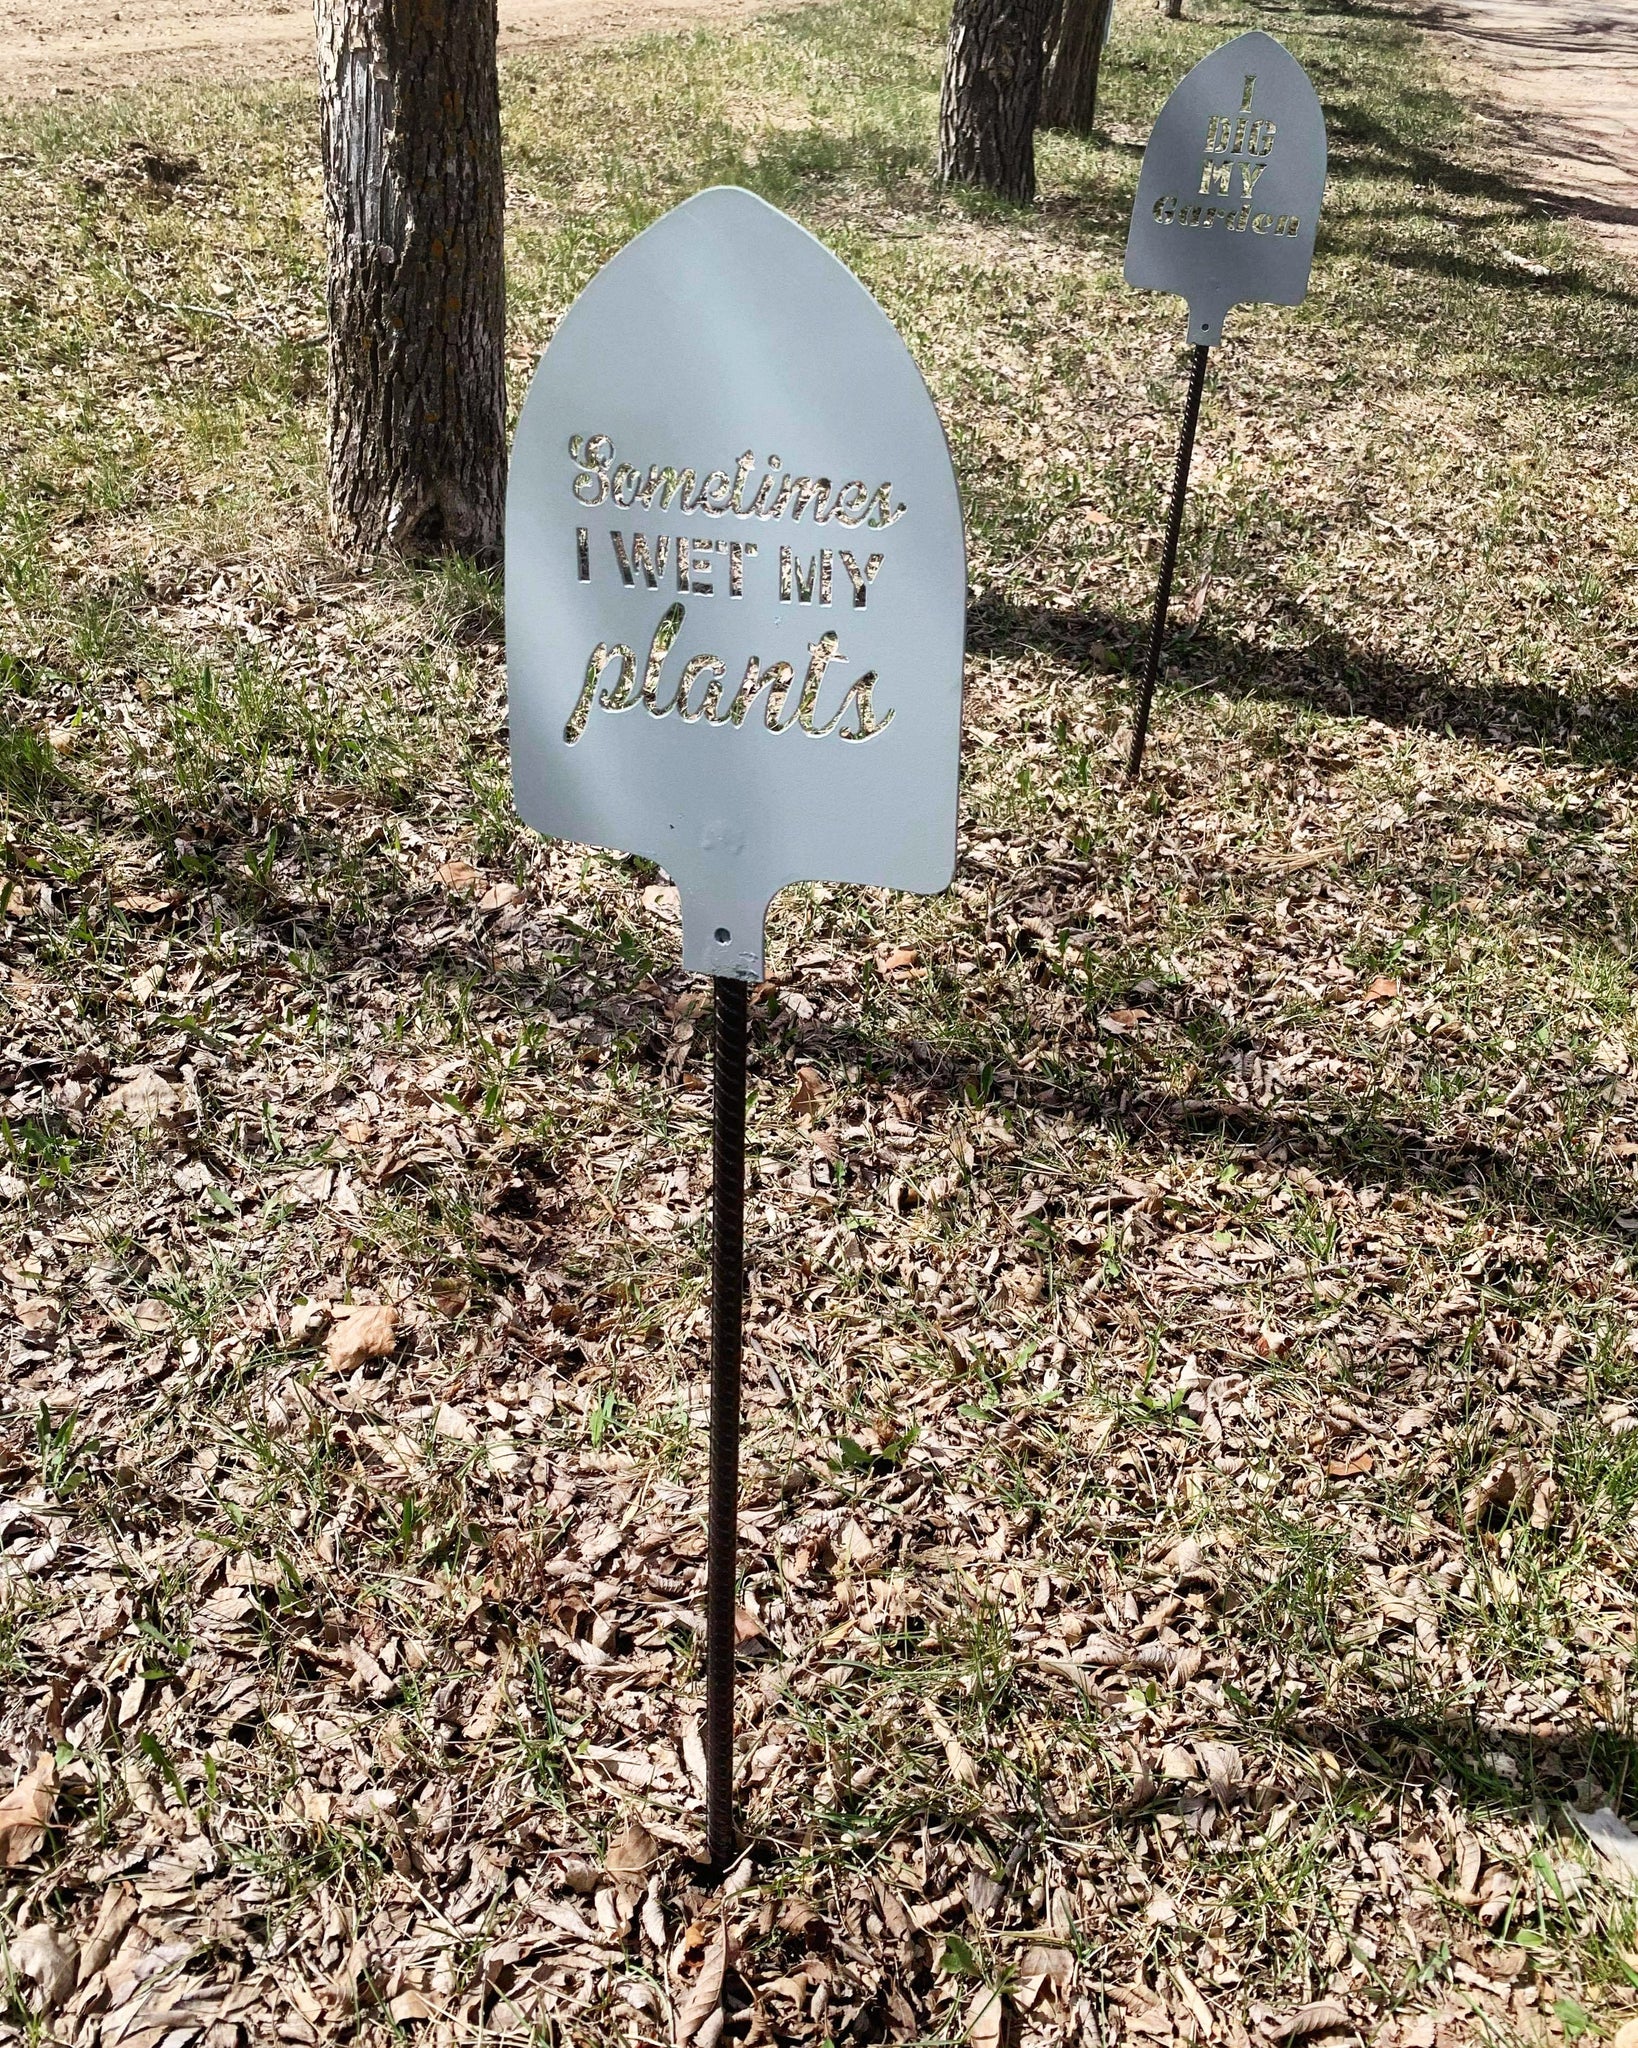 Sometimes
I WET MY
plants
I
DIG
MY
Garden